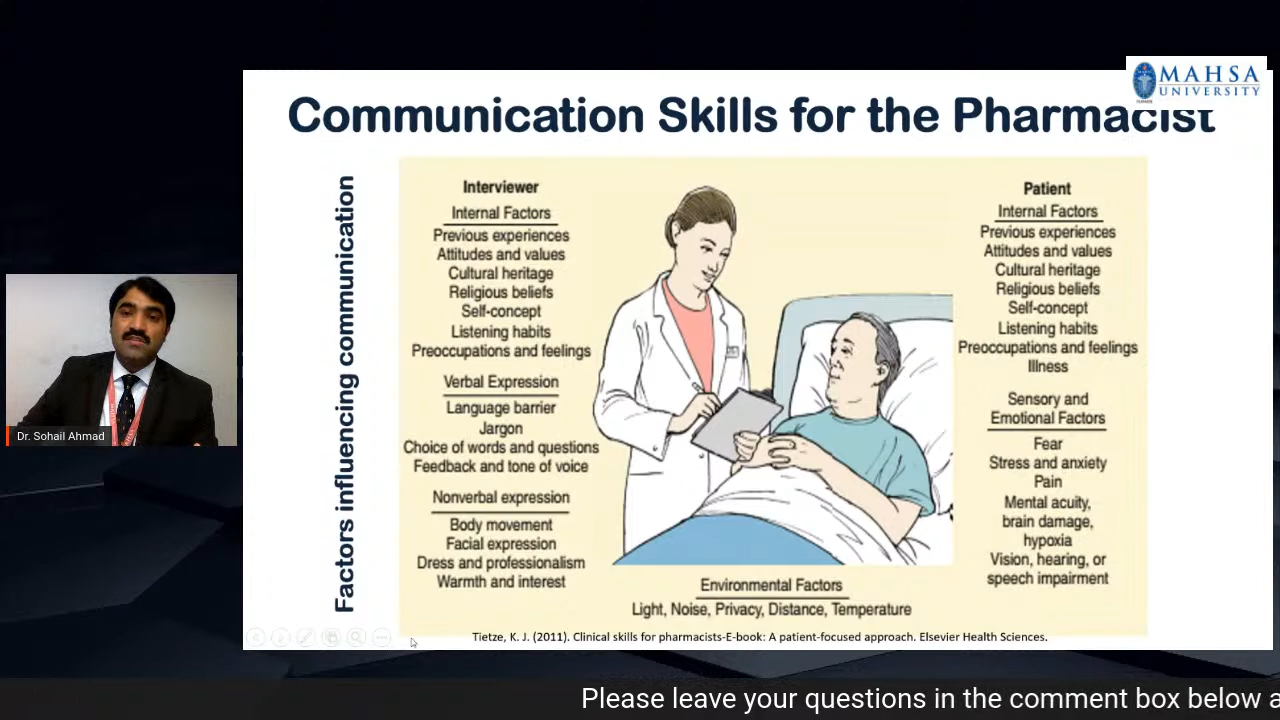 MAHSA
UNIVERSITY
Communication Skills for the Pharmacist
Factors influencing communication
Interviewer
Internal Factors
Previous experiences
Attitudes and values
Cultural heritage
Religious beliefs
Self-concept
Listening habits
Preoccupations and feelings
Verbal Expression
Language barrier
Jargon
Choice of words and questions
Feedback and tone of voice
Nonverbal expression
Body movement
Facial expression
Dress and professionalism
Warmth and interest
Patient
Internal Factors
Previous experiences
Attitudes and values
Cultural heritage
Religious beliefs
Self-concept
Listening habits
Preoccupations and feelings
Illness
Sensory and
Emotional Factors
Fear
Stress and anxiety
Pain
Mental acuity,
brain damage,
hypoxia
Vision, hearing, or
speech impairment
Environmental Factors
Light, Noise, Privacy, Distance, Temperature
Tietze, K. J. (2011). Clinical skills for pharmacists-E-book: A patient-focused approach. Elsevier Health Sciences.
Dr. Sohail Ahmad
Please leave your questions in the comment box below a